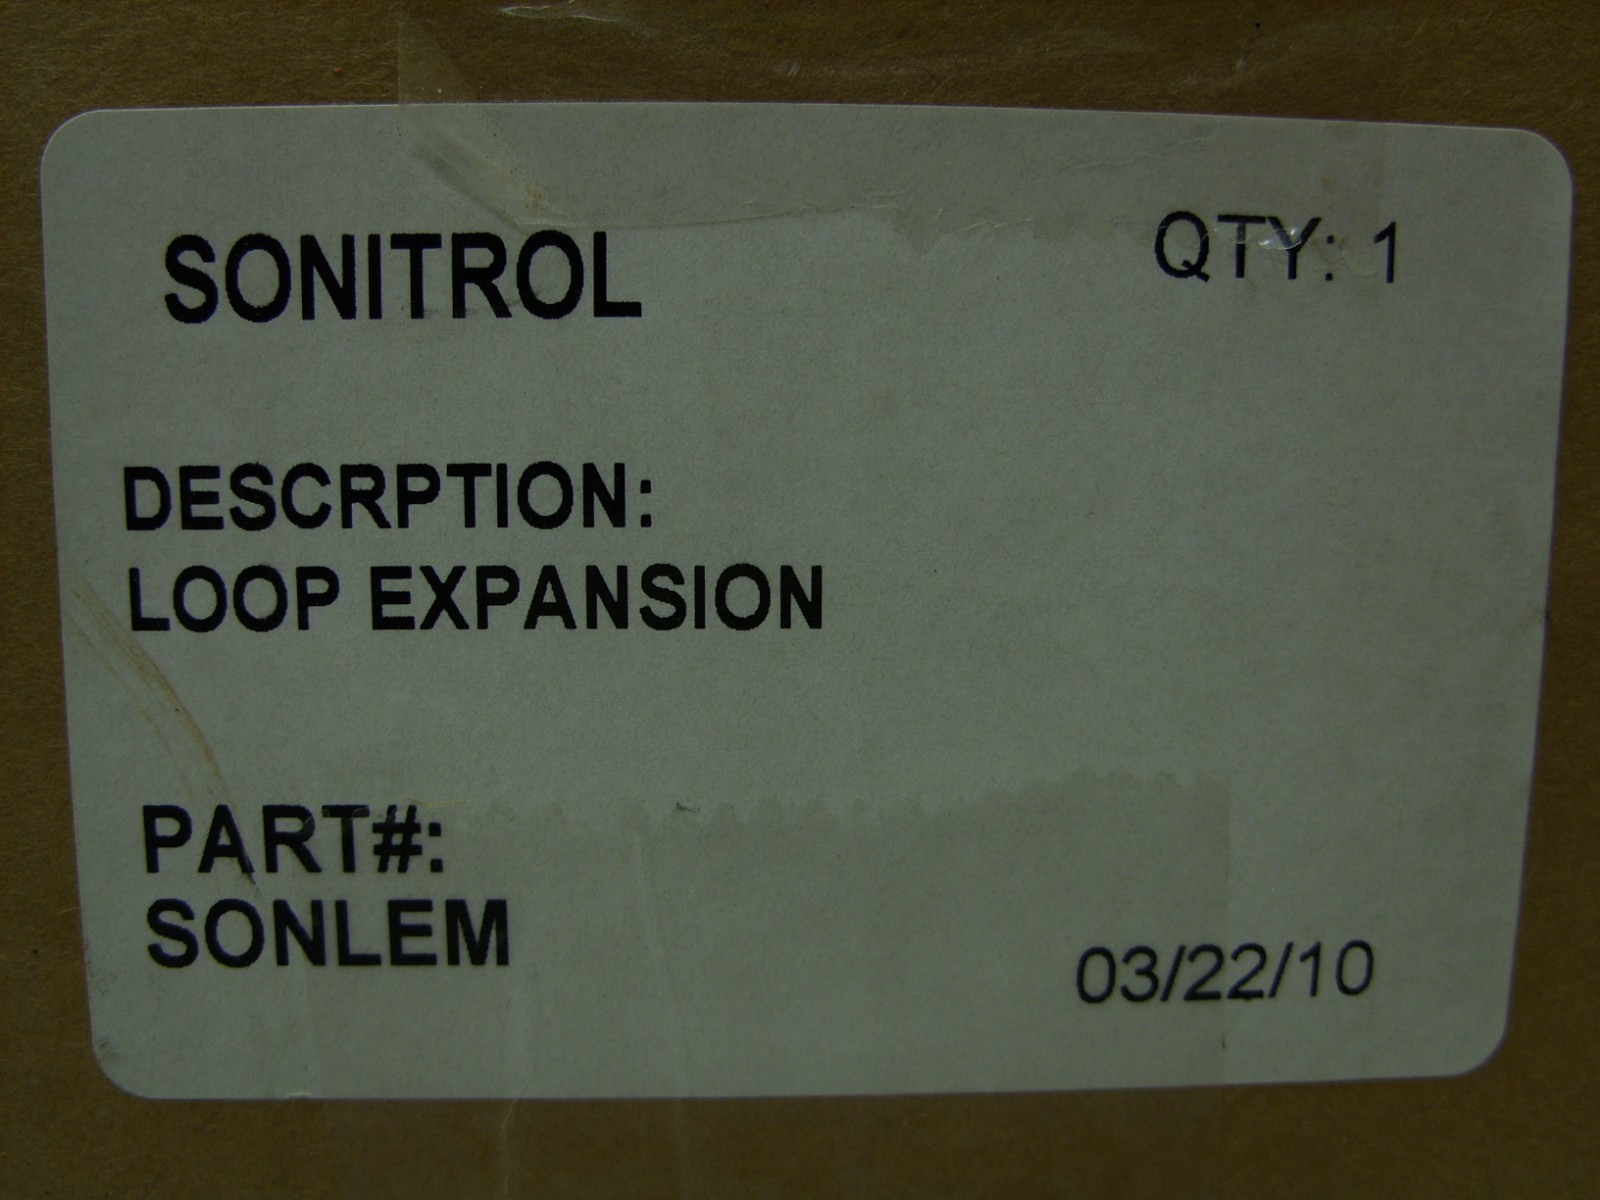 SONITROL
QTY: 1
DESCRPTION:
LOOP EXPANSION
PART#:
SONLEM
03/22/10